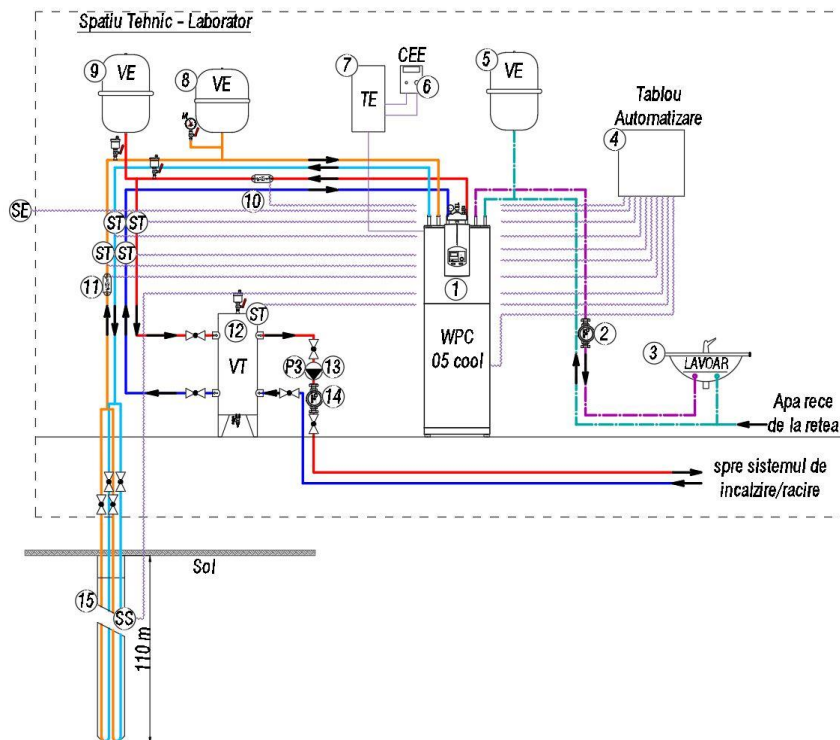 Spatiu Tehnic - Laborator
9
VE
8
VE
7
TE
CEE
6
5
VE
Tablou
Automatizare
4
SE
10
ST
ST
ST
ST
11
1
12
ST
VT
P3
13
14
WPC
05 cool
F
F
2
3
LAVOAR
Apa rece
de la retea
spre sistemul de
incalzire/racire
Sol
15
SS
110 m